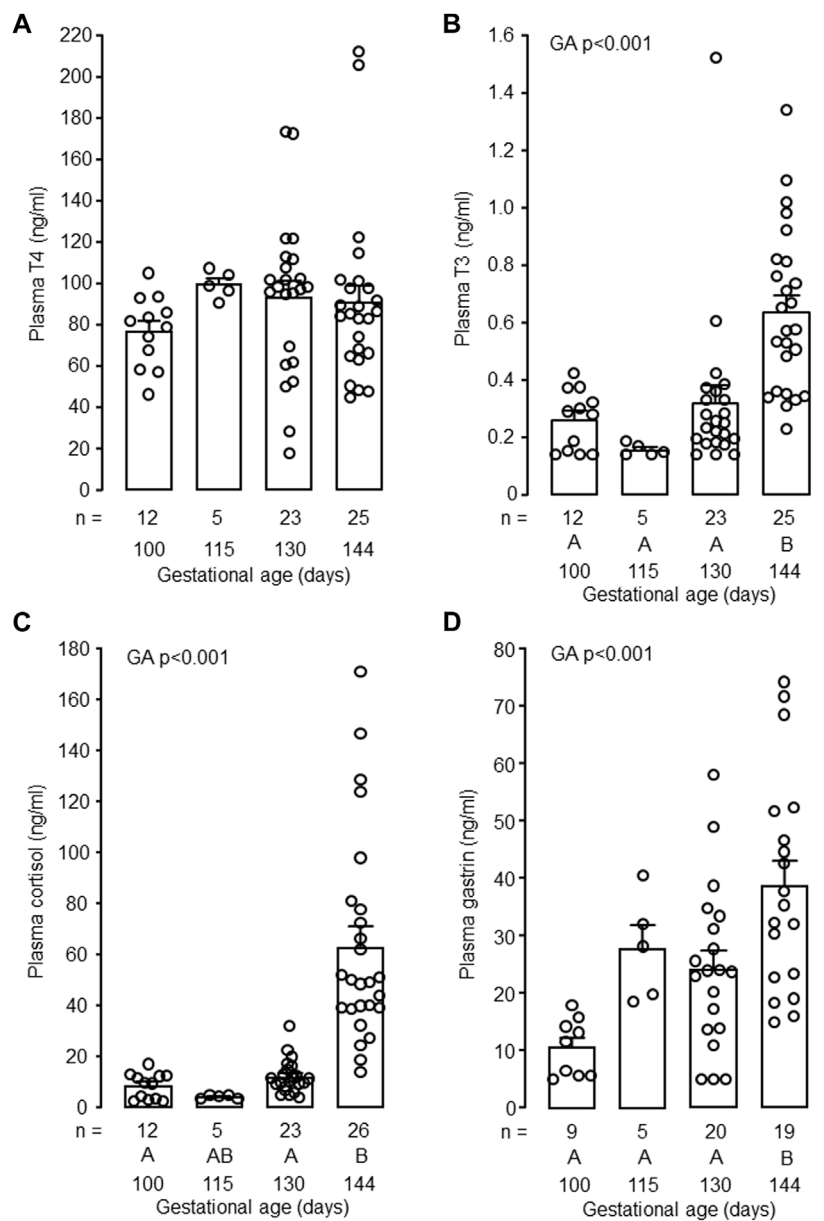 A
220
200
180
160
140
120
100
80
60
40
20
0
Plasma T4 (ng/ml)
n = 12 5 23 25
100 115 130 144
Gestational age (days)
B
GA p<0.001
1.6
1.4
1.2
1.0
0.8
0.6
0.4
0.2
0
Plasma T3 (ng/ml)
n = 12 5 23 25
A A A B
100 115 130 144
Gestational age (days)
C
GA p<0.001
180
160
140
120
100
80
60
40
20
0
Plasma cortisol (ng/ml)
n = 12 5 23 26
A AB A B
100 115 130 144
Gestational age (days)
D
GA p<0.001
80
70
60
50
40
30
20
10
0
Plasma gastrin (ng/ml)
n = 9 5 20 19
A A A B
100 115 130 144
Gestational age (days)